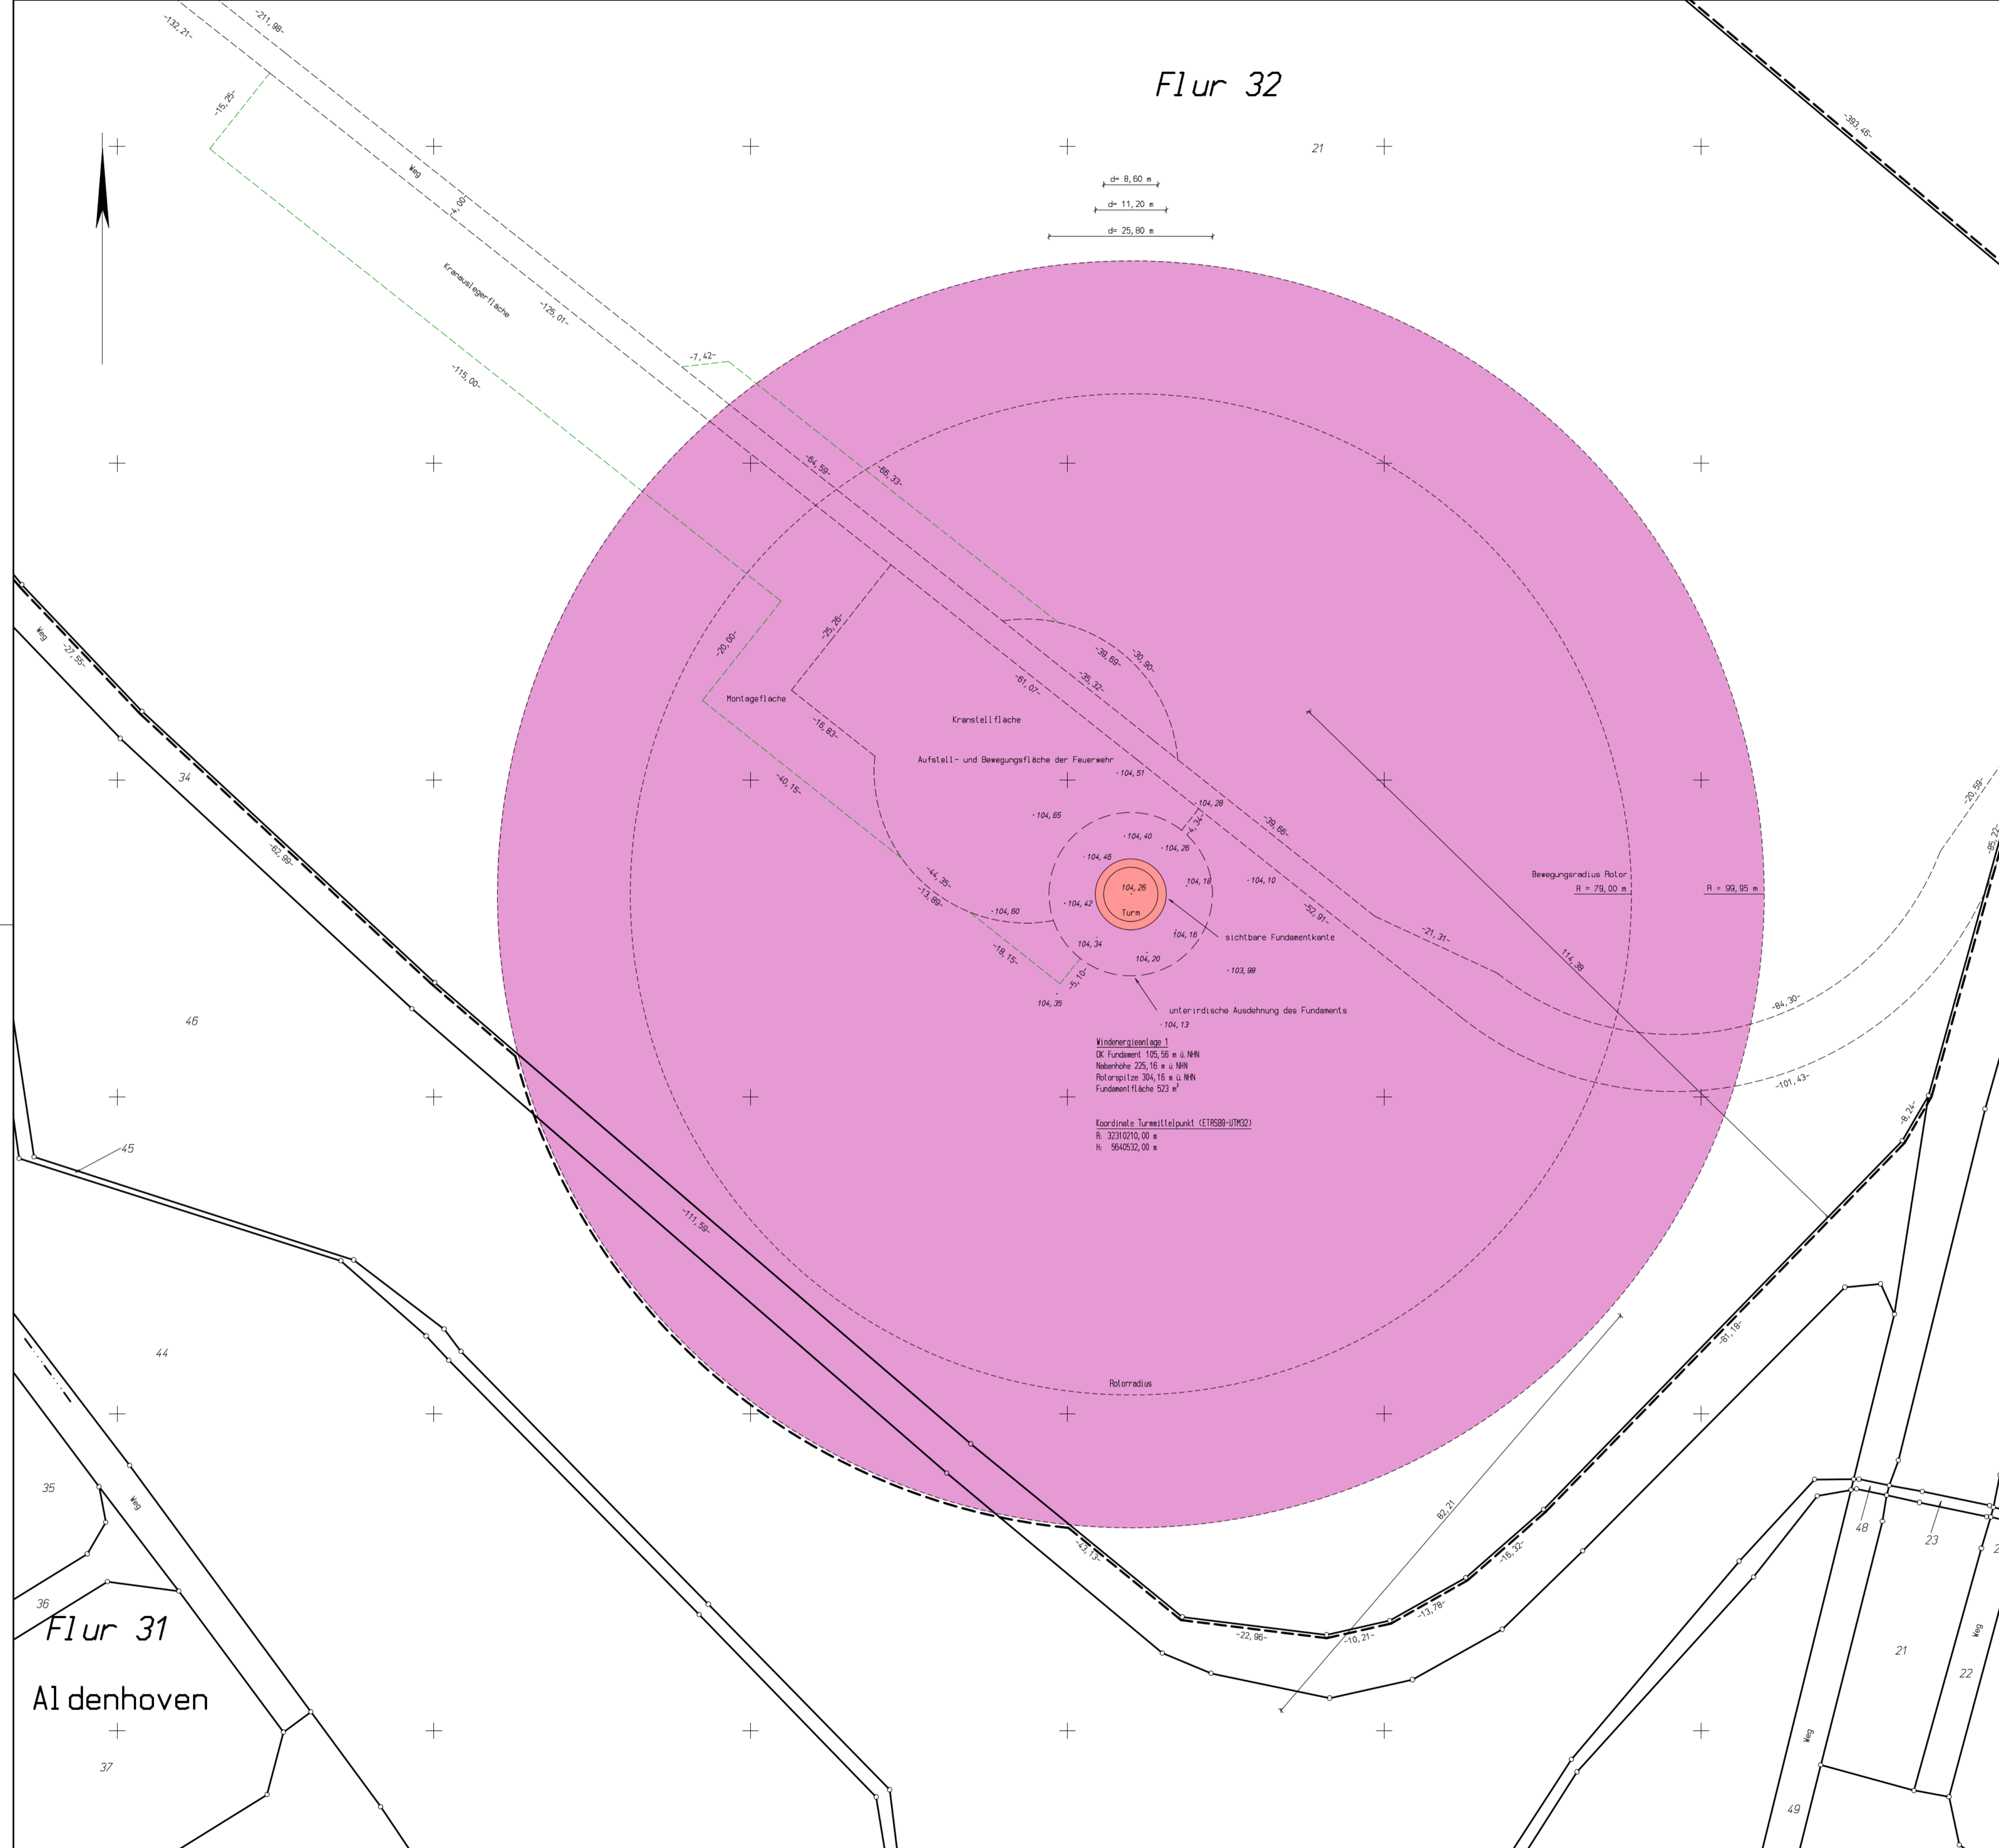 -211,98-
-132,21-
Flur 32
-393,46-
-15,25-
21
Weg
d= 8,60 m
-4,00-
d= 11,20 m
d= 25,80 m
Kranauslegerfläche
-125,01-
-7,42-
-115,00-
-64,59-
-66,33-
-25,26-
Weg
-27,55-
-20,00-
-39,69-
-30,90-
-35,32-
-61,07-
Montagefläche
-16,83-
Kranstellfläche
Aufstell- und Bewegungsfläche der Feuerwehr
104,51
34
-40,15-
-20,59-
104,28
104,65
-4,34-
-39,66-
104,40
-85,22-
104,26
104,46
-62,99-
-44,35-
Bewegungsradius Rotor
R = 79,00 m
R = 99,95 m
104,18
104,10
104,26
-13,89-
104,42
104,60
Turm
-52,91-
-21,31-
104,16
sichtbare Fundamentkante
104,34
-18,15-
104,20
114,38
103,98
-5,10-
104,35
-84,30-
unterirdische Ausdehnung des Fundaments
104,13
46
Windenergieanlage 1
OK Fundament 105,56 m ü.NHN
Nabenhöhe 225,16 m ü NHN
Rotorspitze 304,16 m ü.NHN
Fundamentfläche 523 m²
-101,43-
-8,24-
Koordinate Turmmittelpunkt (ETRS89-UTM32)
R: 32310210,00 m
H: 5640532,00 m
45
-111,59-
-81,18-
44
Rotorradius
35
Weg
82,21
48
23
-43,13-
-16,32-
36
-13,78-
Flur 31
-22,96-
-10,21-
Weg
21
22
Aldenhoven
Weg
37
49